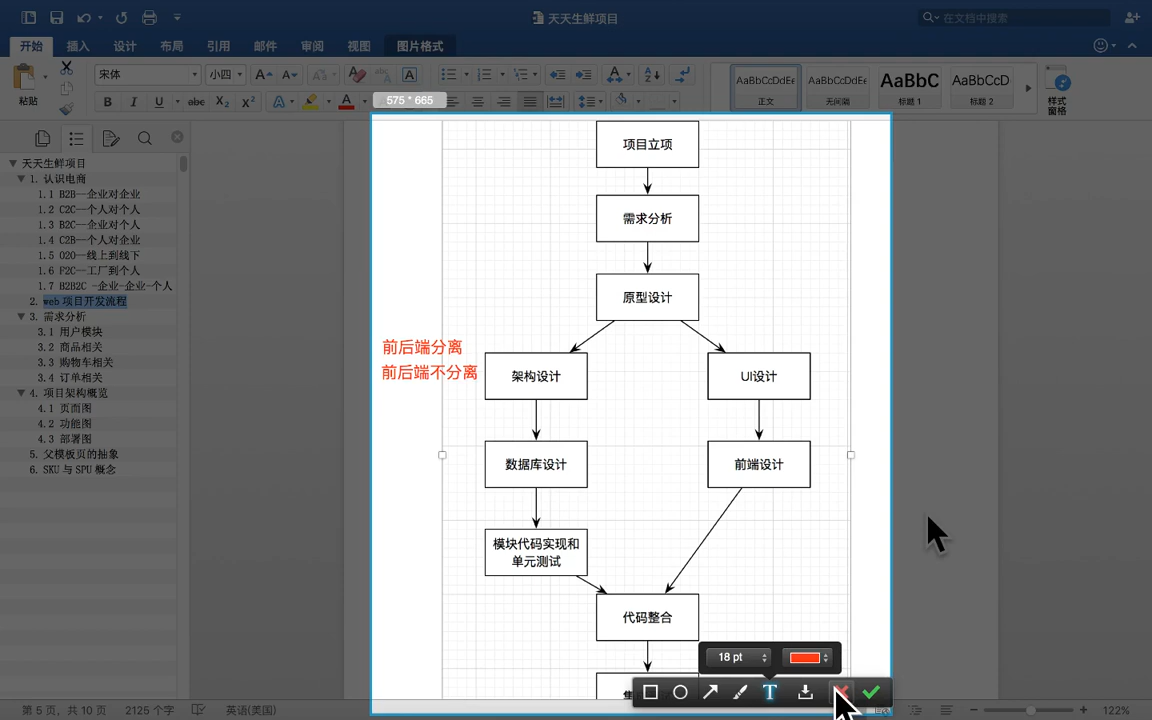 天天生鲜项目
在文档中搜索
开始 插入 设计 布局 引用 邮件 审阅 视图 图片格式
粘贴
宋体 小四
AaBbCcDdEe AaBbCcDdEe AaBbC AaBbCcD
正文 无间隔 标题 1 标题 2
样式
窗格
575 * 665
天天生鲜项目
1. 认识电商
1.1 B2B--企业对企业
1.2 C2C--个人对个人
1.3 B2C--企业对个人
1.4 C2B--个人对企业
1.5 O2O--线上到线下
1.6 F2C--工厂到个人
1.7 B2B2C -企业-企业-个人
2. web 项目开发流程
3. 需求分析
3.1 用户模块
3.2 商品相关
3.3 购物车相关
3.4 订单相关
4. 项目架构概览
4.1 页面图
4.2 功能图
4.3 部署图
5. 父模板页的抽象
6. SKU 与 SPU 概念
项目立项
需求分析
原型设计
前后端分离
前后端不分离
架构设计
UI设计
数据库设计
前端设计
模块代码实现和
单元测试
代码整合
18 pt
第 5 页，共 10 页 2125 个字 英语(美国)
122%